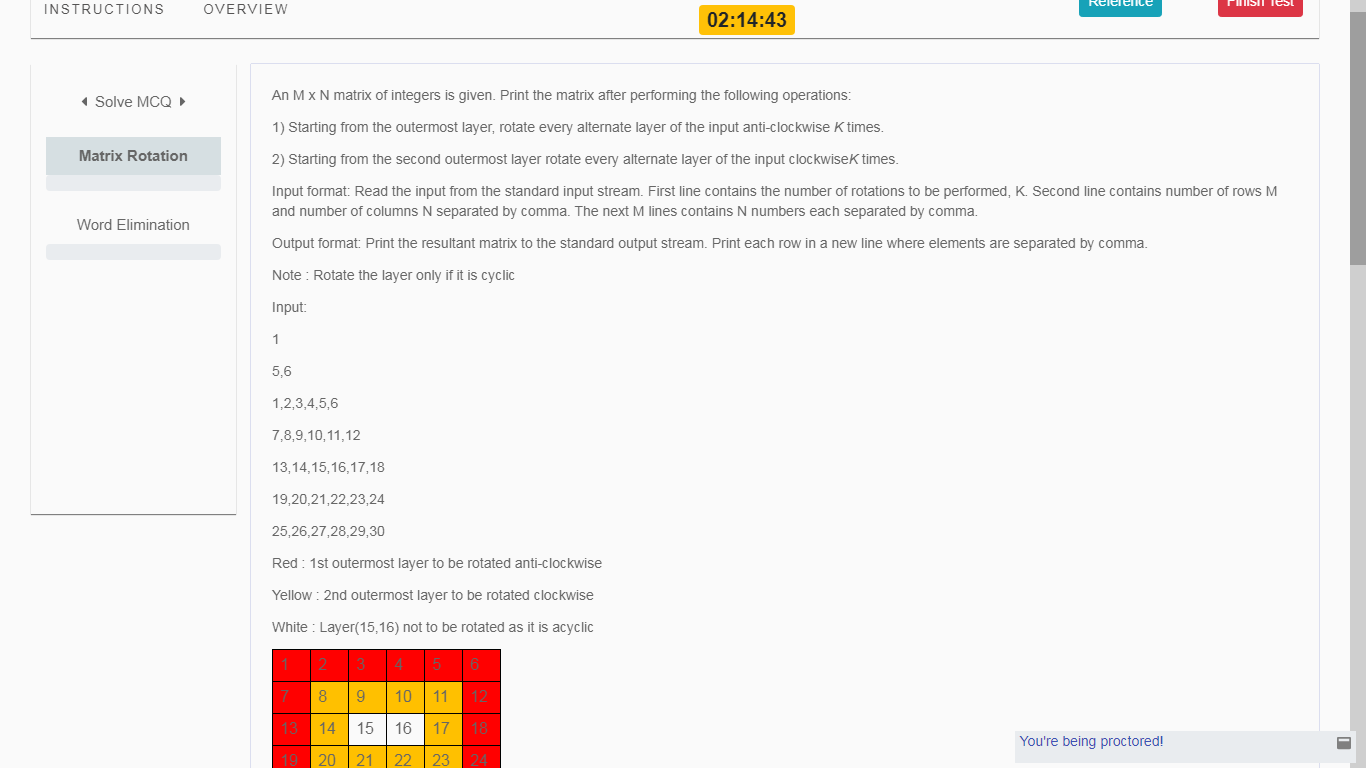 INSTRUCTIONS OVERVIEW
02:14:43
Reference
Finish Test
Solve MCQ
Matrix Rotation
Word Elimination
An M x N matrix of integers is given. Print the matrix after performing the following operations:
1) Starting from the outermost layer, rotate every alternate layer of the input anti-clockwise K times.
2) Starting from the second outermost layer rotate every alternate layer of the input clockwiseK times.
Input format: Read the input from the standard input stream. First line contains the number of rotations to be performed, K. Second line contains number of rows M
and number of columns N separated by comma. The next M lines contains N numbers each separated by comma.
Output format: Print the resultant matrix to the standard output stream. Print each row in a new line where elements are separated by comma.
Note : Rotate the layer only if it is cyclic
Input:
1
5,6
1,2,3,4,5,6
7,8,9,10,11,12
13,14,15,16,17,18
19,20,21,22,23,24
25,26,27,28,29,30
Red : 1st outermost layer to be rotated anti-clockwise
Yellow : 2nd outermost layer to be rotated clockwise
White : Layer(15,16) not to be rotated as it is acyclic
1 2 3 4 5 6
7 8 9 10 11 12
13 14 15 16 17 18
19 20 21 22 23 24
You're being proctored!